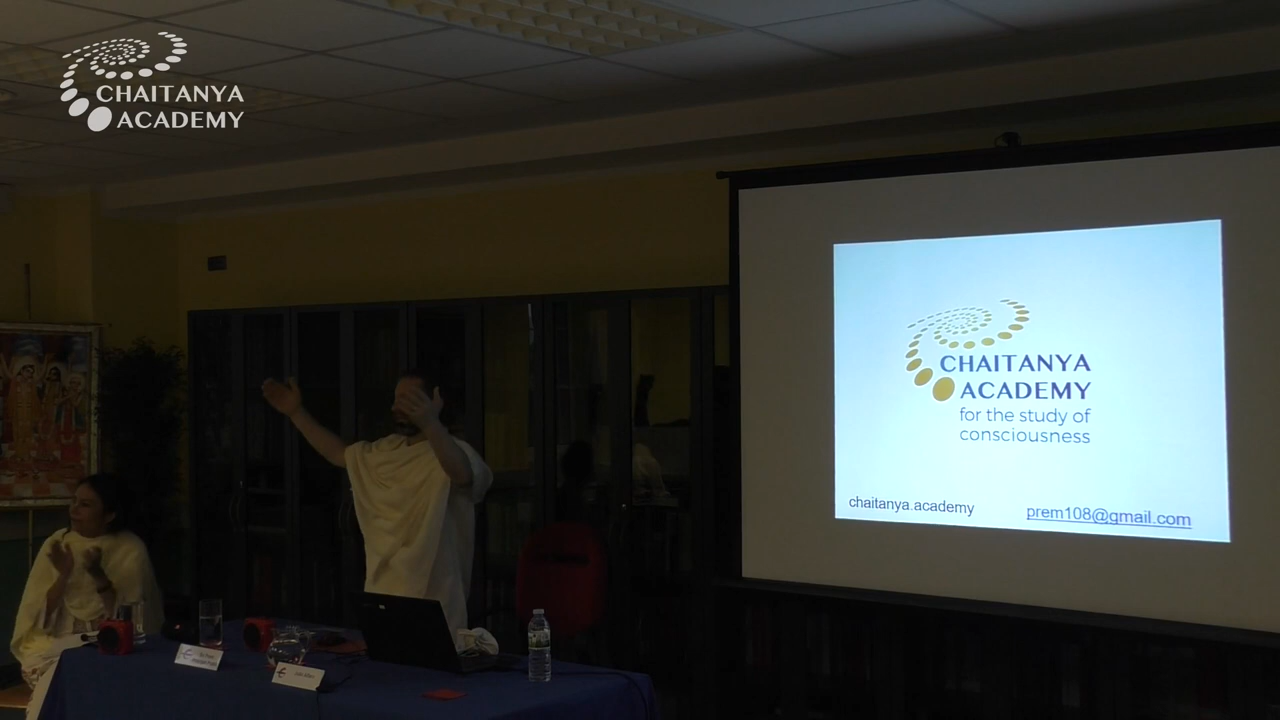 CHAITANYA
ACADEMY
CHAITANYA
ACADEMY
for the study of
consciousness
chaitanya.academy
prem108@gmail.com